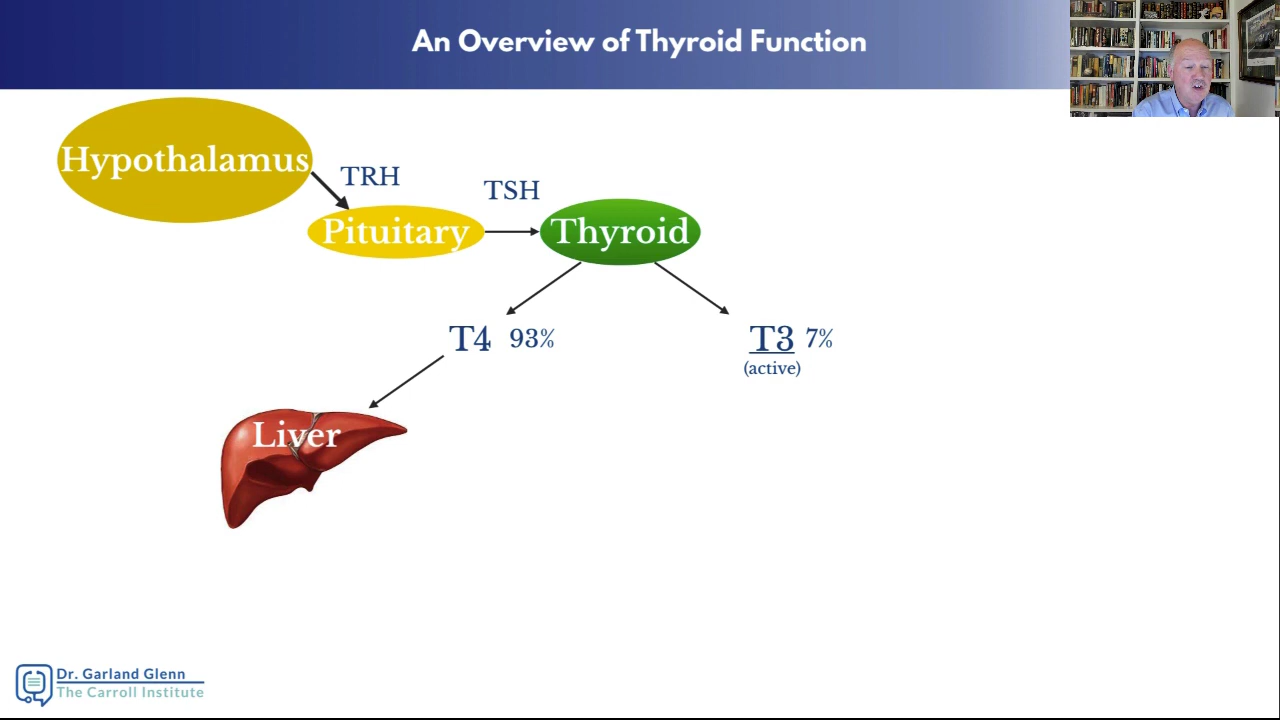 An Overview of Thyroid Function
Hypothalamus
TRH
TSH
Pituitary
Thyroid
T4 93%
T3 7%
(active)
Liver
Dr. Garland Glenn
The Carroll Institute